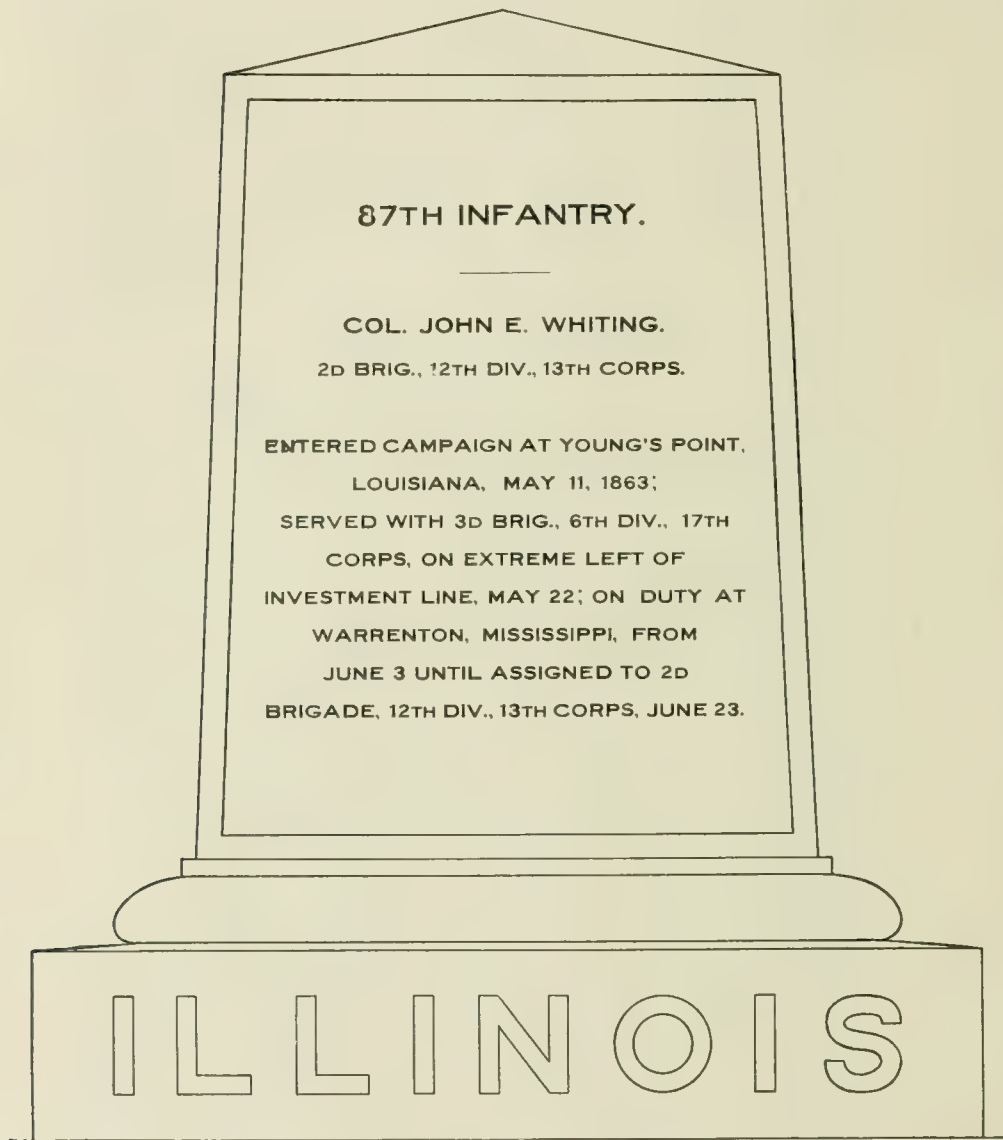 87TH INFANTRY.
COL. JOHN E. WHITING.
2D BRIG., 12TH DIV., 13TH CORPS.
ENTERED CAMPAIGN AT YOUNG'S POINT,
LOUISIANA, MAY 11, 1863;
SERVED WITH 3D BRIG., 6TH DIV., 17TH
CORPS, ON EXTREME LEFT OF
INVESTMENT LINE, MAY 22; ON DUTY AT
WARRENTON, MISSISSIPPI, FROM
JUNE 3 UNTIL ASSIGNED TO 2D
BRIGADE, 12TH DIV., 13TH CORPS, JUNE 23.
ILLINOIS